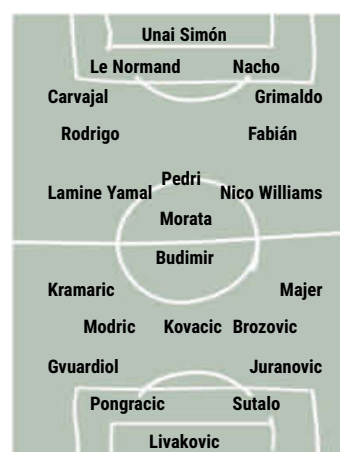 Unai Simón
Le Normand Nacho
Carvajal Grimaldo
Rodrigo Fabián
Pedri
Lamine Yamal Nico Williams
Morata
Budimir
Kramaric Majer
Modric Kovacic Brozovic
Gvuardiol Juranovic
Pongracic Sutalo
Livakovic